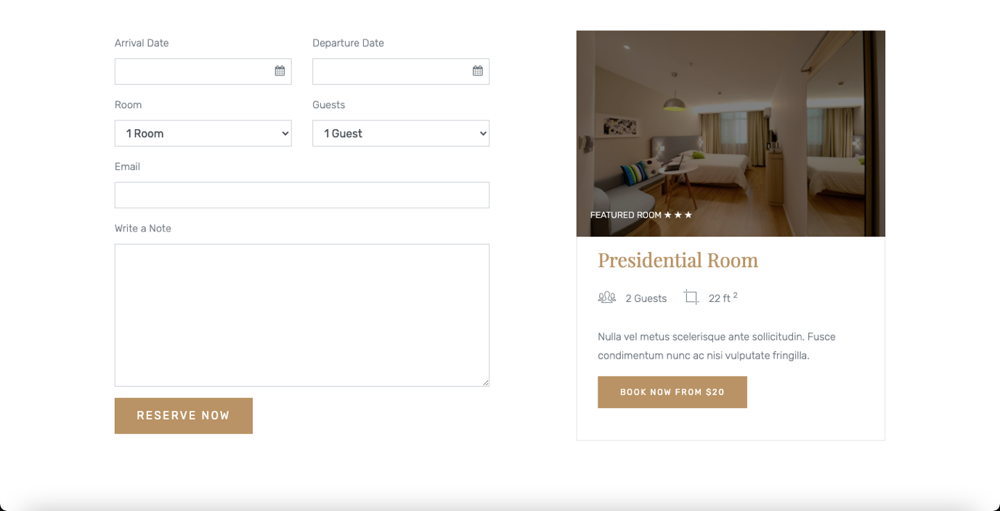 Arrival Date
Departure Date
Room
Guests
1 Room
1 Guest
Email
Write a Note
RESERVE NOW
FEATURED ROOM ★ ★ ★
Presidential Room
2 Guests
22 ft 2
Nulla vel metus scelerisque ante sollicitudin. Fusce
condimentum nunc ac nisi vulputate fringilla.
BOOK NOW FROM $20